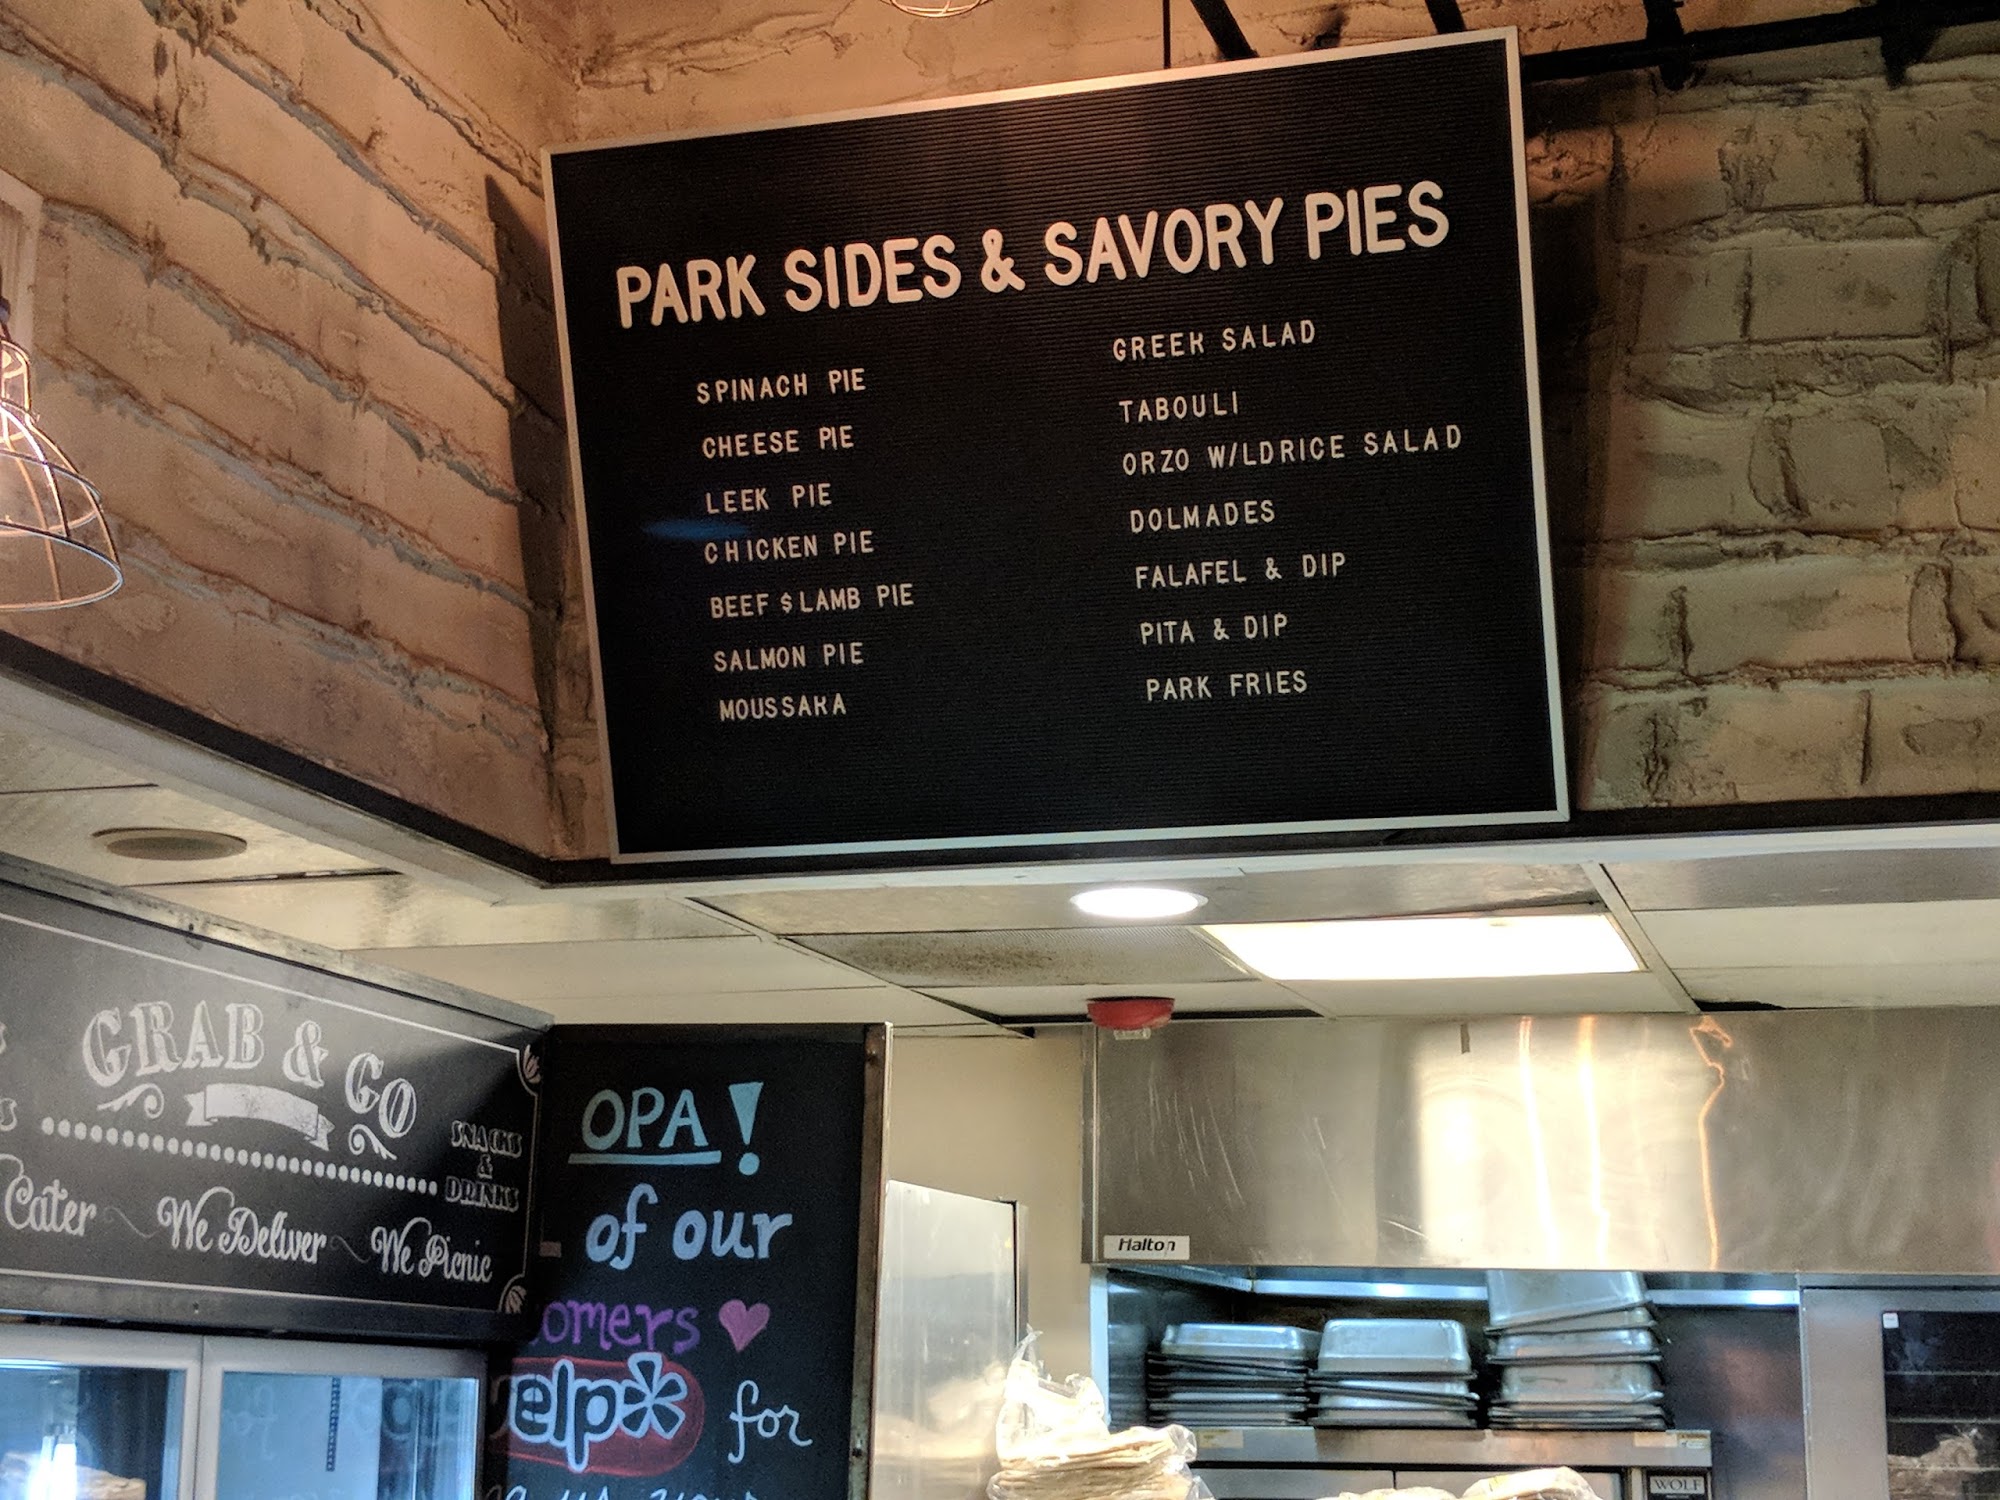 PARK SIDES & SAVORY PIES
SPINACH PIE
CHEESE PIE
LEEK PIE
CHICKEN PIE
BEEF $ LAMB PIE
SALMON PIE
MOUSSAKA
GREEK SALAD
TABOULI
ORZO W/LDRICE SALAD
DOLMADES
FALAFEL & DIP
PITA & DIP
PARK FRIES
GRAB & GO
SNACKS
&
DRINKS
Cater We Deliver We Picnic
OPA!
of our
omers
elp for
Halton
WOLF